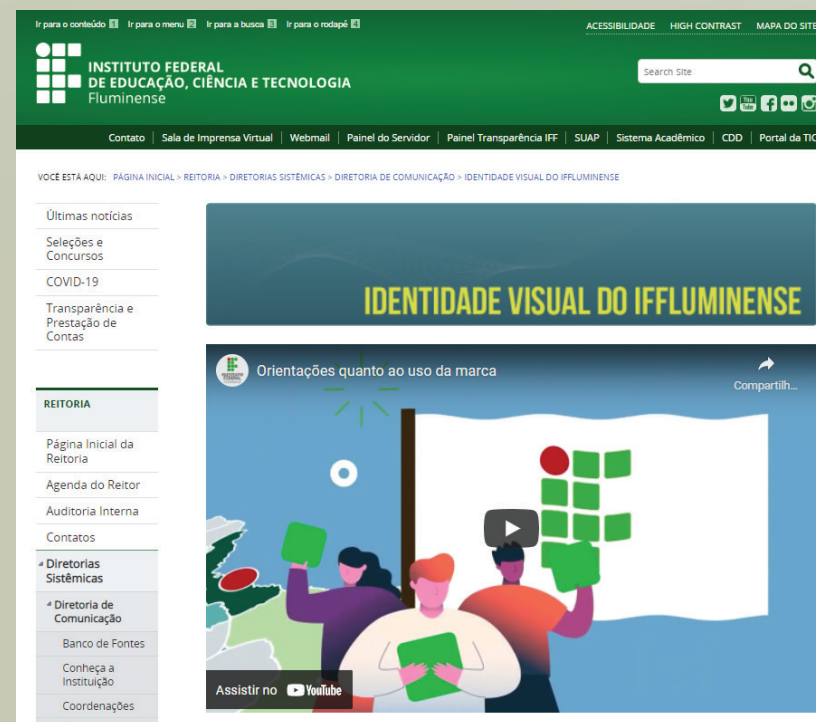 Ir para o conteúdo 1 Ir para o menu 2 Ir para a busca 3 Ir para o rodapé 4
ACESSIBILIDADE HIGH CONTRAST MAPA DO SITE
INSTITUTO FEDERAL
DE EDUCAÇÃO, CIÊNCIA E TECNOLOGIA
Fluminense
Search Site
You
Tube
Contato | Sala de Imprensa Virtual | Webmail | Painel do Servidor | Painel Transparência IFF | SUAP | Sistema Acadêmico | CDD | Portal da TIC
VOCÊ ESTÁ AQUI: PÁGINA INICIAL > REITORIA > DIRETORIAS SISTÊMICAS > DIRETORIA DE COMUNICAÇÃO > IDENTIDADE VISUAL DO IFFLUMINENSE
Últimas notícias
Seleções e
Concursos
COVID-19
Transparência e
Prestação de
Contas
REITORIA
Página Inicial da
Reitoria
Agenda do Reitor
Auditoria Interna
Contatos
Diretorias
Sistêmicas
Diretoria de
Comunicação
Banco de Fontes
Conheça a
Instituição
Coordenações
IDENTIDADE VISUAL DO IFFLUMINENSE
Orientações quanto ao uso da marca
Compartilh...
Assistir no YouTube